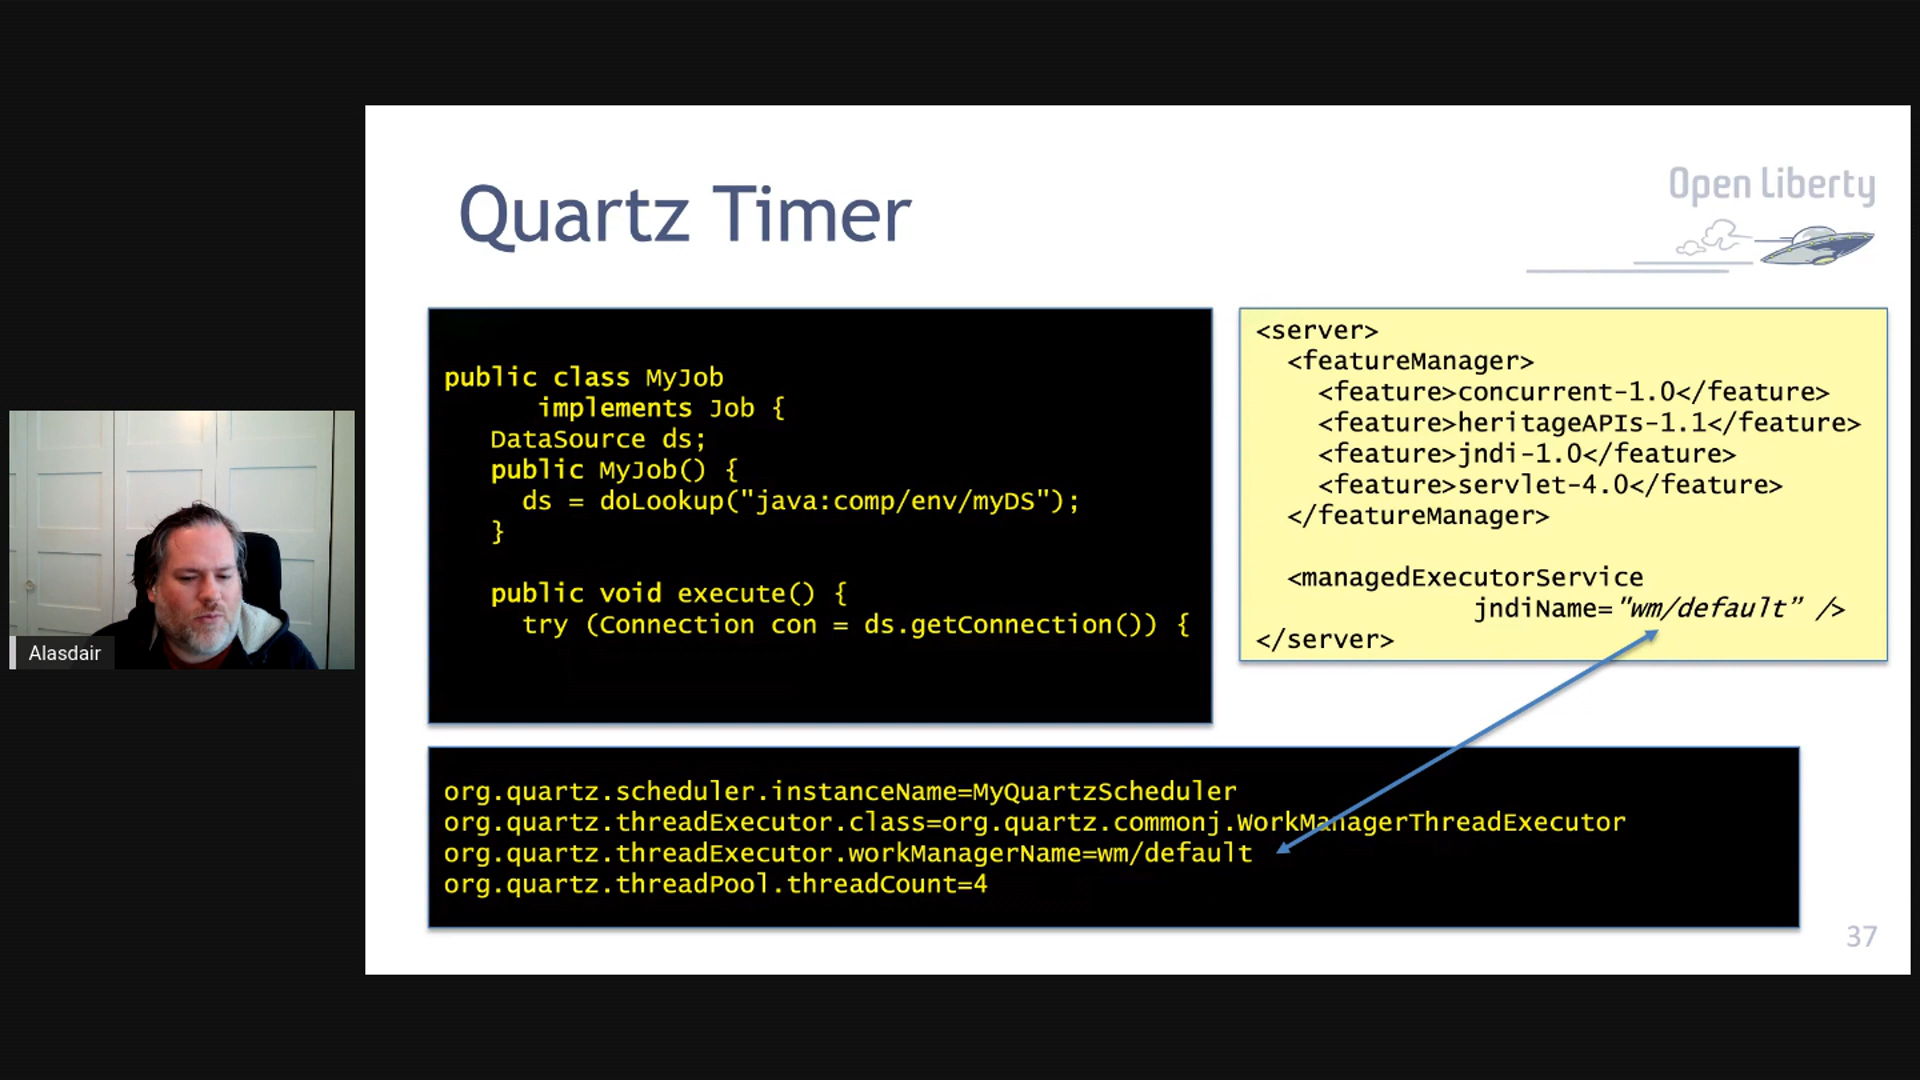 Quartz Timer
Open Liberty
public class MyJob
implements Job {
DataSource ds;
public MyJob() {
ds = doLookup("java:comp/env/myDS");
}
public void execute() {
try (Connection con = ds.getConnection()) {
<server>
<featureManager>
<feature>concurrent-1.0</feature>
<feature>heritageAPIs-1.1</feature>
<feature>jndi-1.0</feature>
<feature>servlet-4.0</feature>
</featureManager>
<managedExecutorService
jndiName="wm/default” />
</server>
Alasdair
org.quartz.scheduler.instanceName=MyQuartzScheduler
org.quartz.threadExecutor.class=org.quartz.commonj.WorkManagerThreadExecutor
org.quartz.threadExecutor.workManagerName=wm/default
org.quartz.threadPool.threadCount=4
37